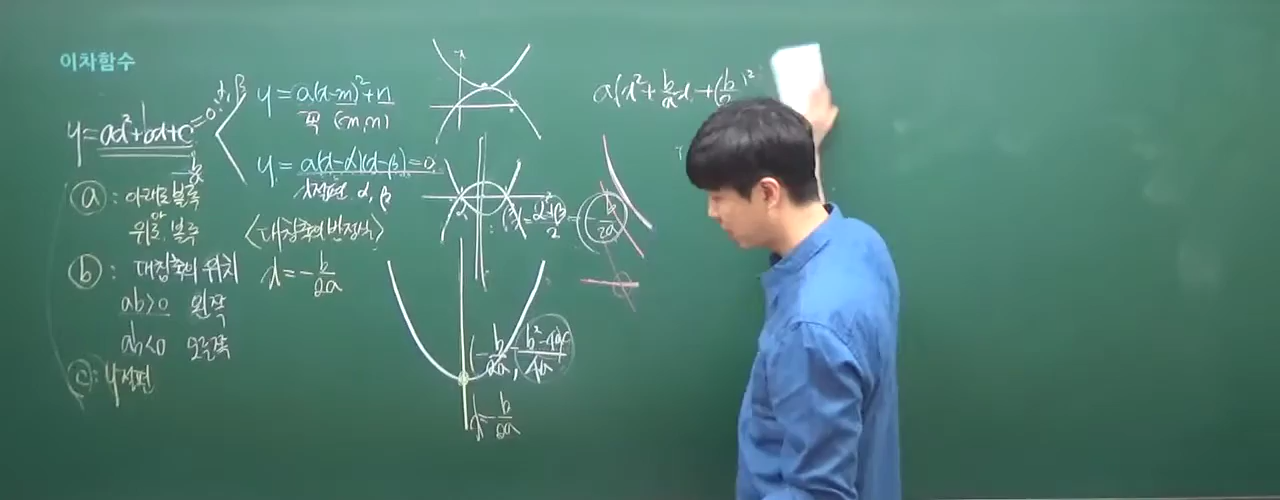 이차함수
y=ax²+bx+c=0: α, β
y=a(x-m)²+n
꼭 (m,n)
y=a(x-α)(x-β)=0
x절편 α, β
<대칭축의 방정식>
x=-b/2a
ⓐ: 아래로 볼록
위로 볼록
ⓑ: 대칭축의 위치
ab>0 왼쪽
ab<0 오른쪽
ⓒ: y절편
x=α+β/2=-b/2a
(-b/2a, -b²-4ac/4a
x=-b/2a
a(x²+b/a x+(b/2